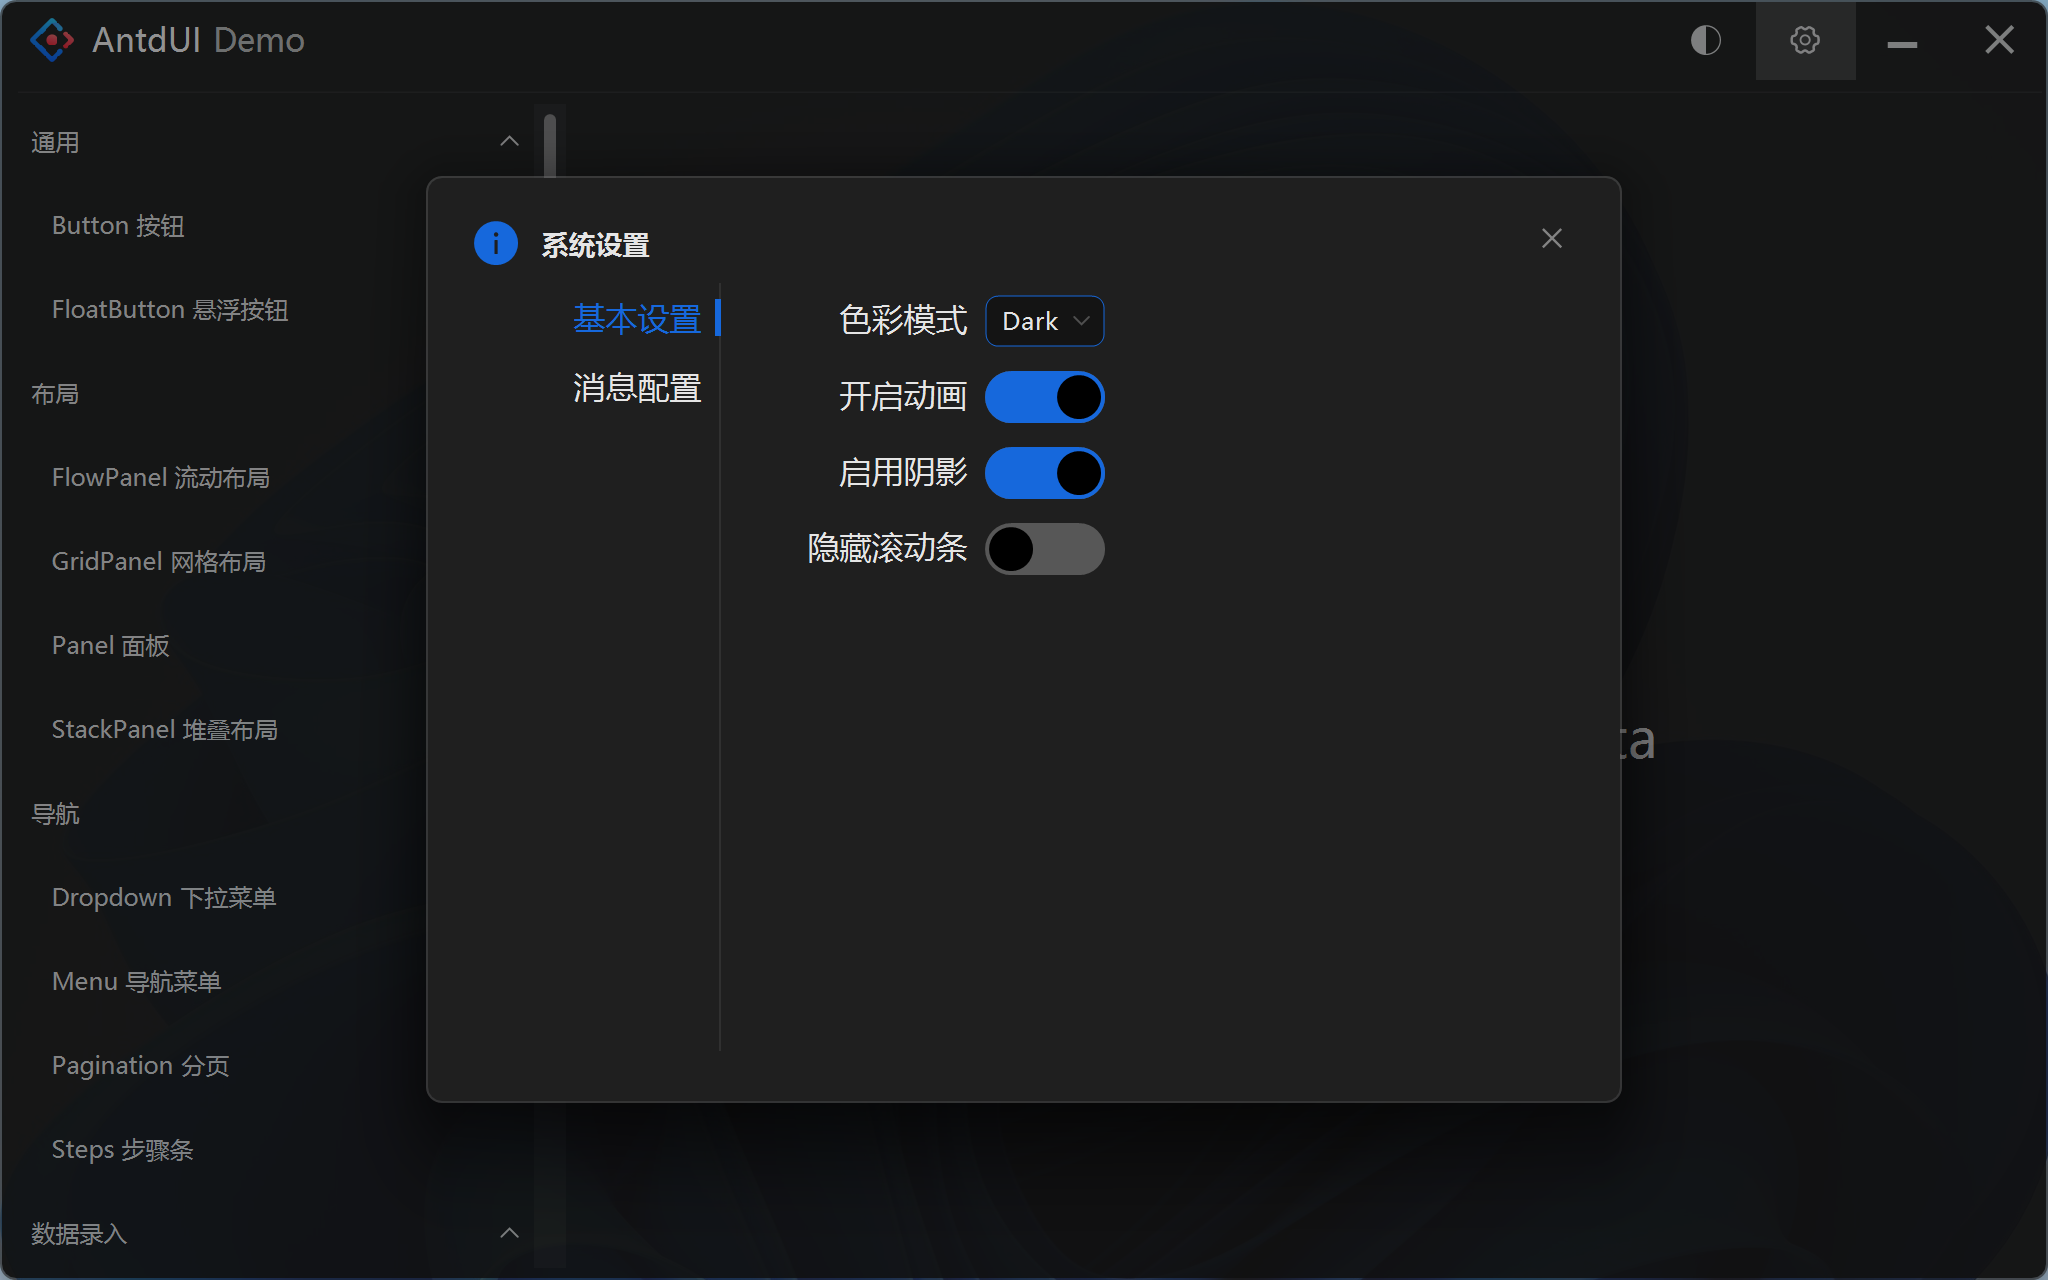 AntdUI Demo
通用
Button 按钮
FloatButton 悬浮按钮
布局
FlowPanel 流动布局
GridPanel 网格布局
Panel 面板
StackPanel 堆叠布局
导航
Dropdown 下拉菜单
Menu 导航菜单
Pagination 分页
Steps 步骤条
数据录入
系统设置
基本设置
消息配置
色彩模式 Dark
开启动画
启用阴影
隐藏滚动条